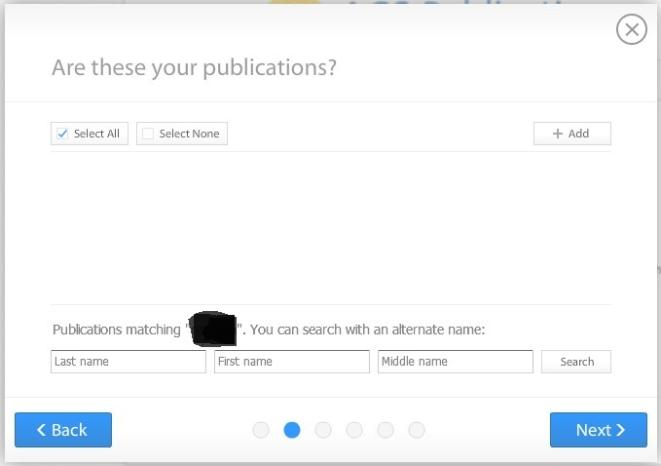 Are these your publications?
Select All Select None + Add
Publications matching "". You can search with an alternate name:
Last name First name Middle name Search
Back Next